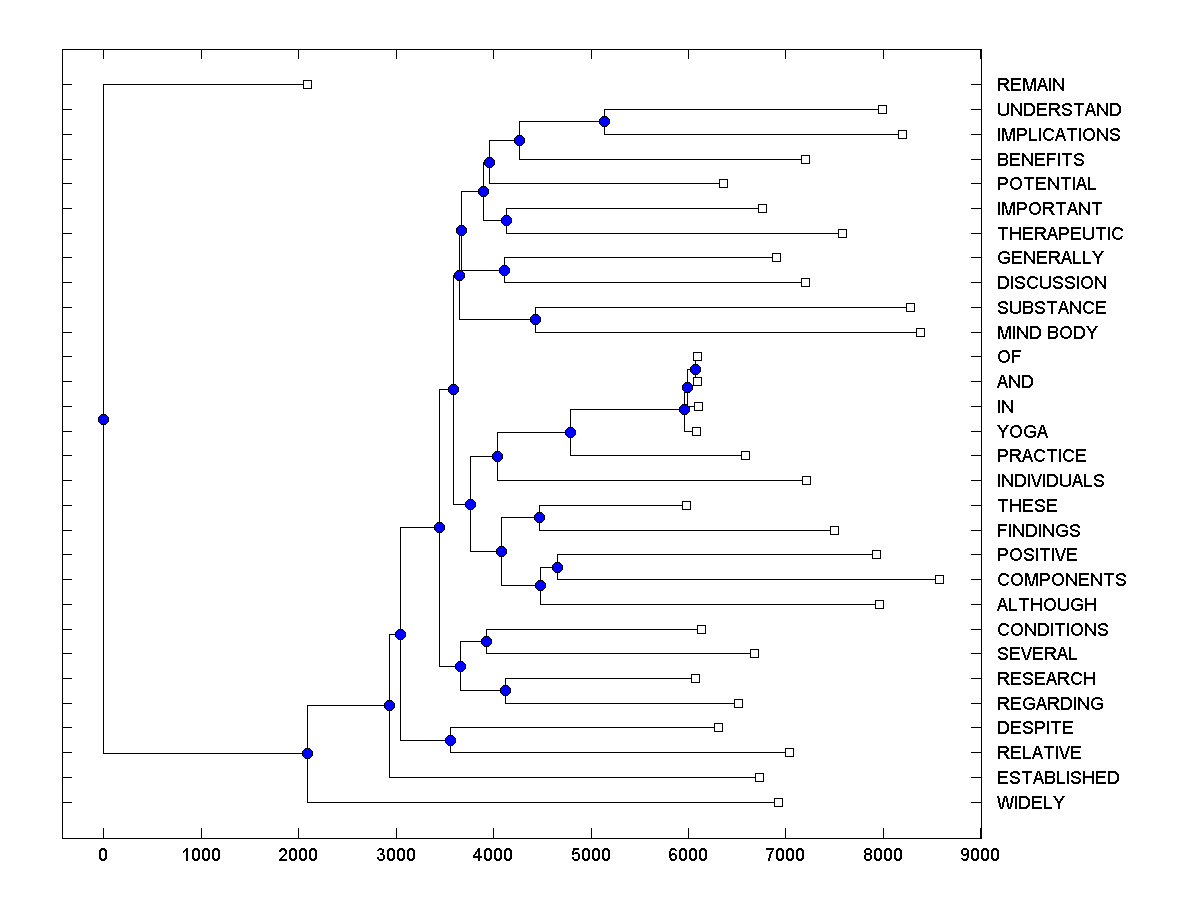 REMAIN
UNDERSTAND
IMPLICATIONS
BENEFITS
POTENTIAL
IMPORTANT
THERAPEUTIC
GENERALLY
DISCUSSION
SUBSTANCE
MIND BODY
OF
AND
IN
YOGA
PRACTICE
INDIVIDUALS
THESE
FINDINGS
POSITIVE
COMPONENTS
ALTHOUGH
CONDITIONS
SEVERAL
RESEARCH
REGARDING
DESPITE
RELATIVE
ESTABLISHED
WIDELY
0 1000 2000 3000 4000 5000 6000 7000 8000 9000